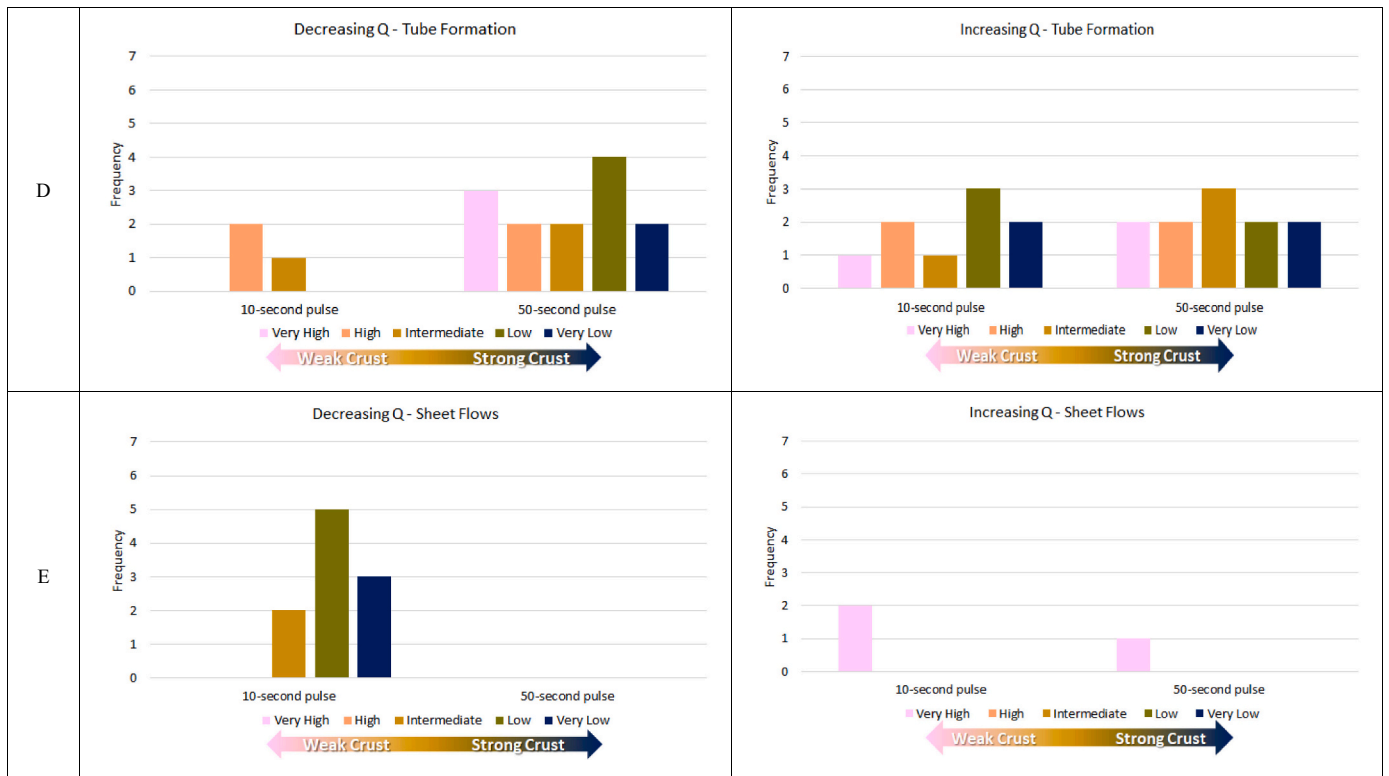 D
Decreasing Q - Tube Formation
7
6
5
4
3
2
1
0
Frequency
10-second pulse 50-second pulse
Very High High Intermediate Low Very Low
Weak Crust Strong Crust
Increasing Q - Tube Formation
7
6
5
4
3
2
1
0
Frequency
10-second pulse 50-second pulse
Very High High Intermediate Low Very Low
Weak Crust Strong Crust
E
Decreasing Q - Sheet Flows
7
6
5
4
3
2
1
0
Frequency
10-second pulse 50-second pulse
Very High High Intermediate Low Very Low
Weak Crust Strong Crust
Increasing Q - Sheet Flows
7
6
5
4
3
2
1
0
Frequency
10-second pulse 50-second pulse
Very High High Intermediate Low Very Low
Weak Crust Strong Crust